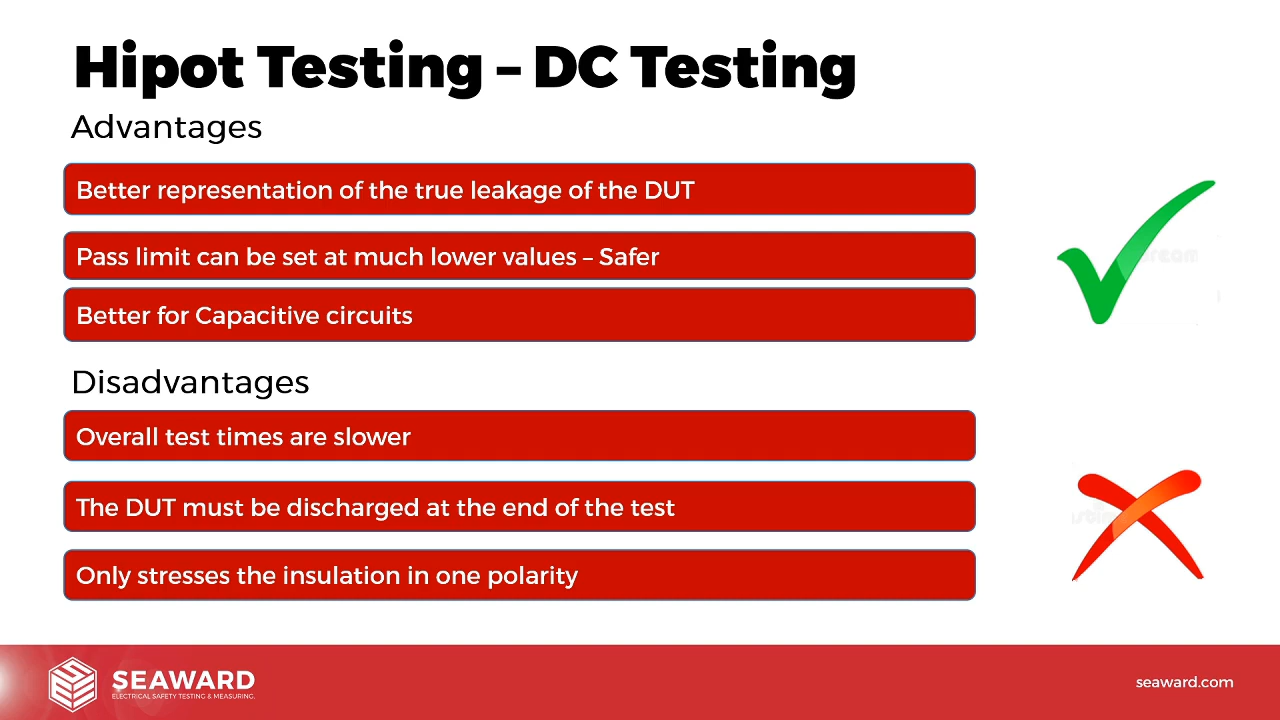 Hipot Testing – DC Testing
Advantages
Better representation of the true leakage of the DUT
Pass limit can be set at much lower values – Safer
Better for Capacitive circuits
Disadvantages
Overall test times are slower
The DUT must be discharged at the end of the test
Only stresses the insulation in one polarity
SEAWARD
ELECTRICAL SAFETY TESTING & MEASURING.
seaward.com